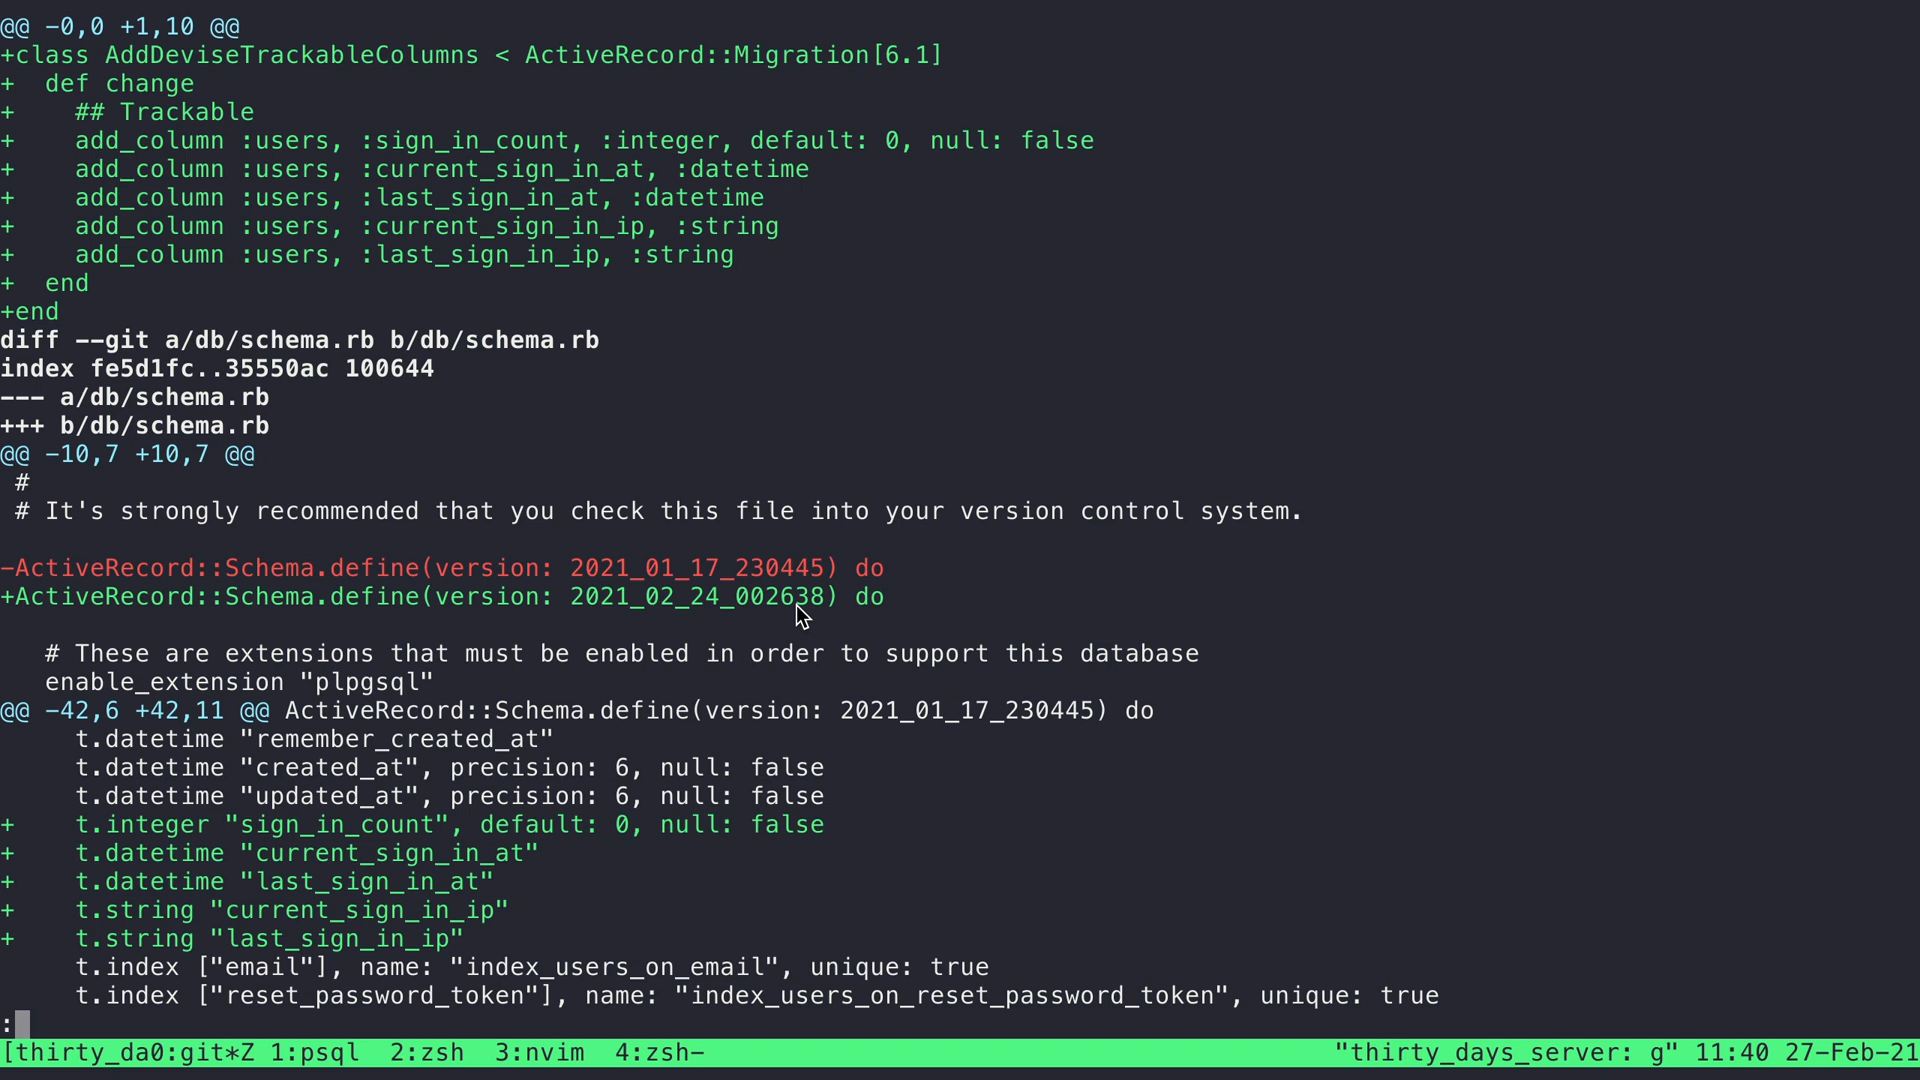 @@ -0,0 +1,10 @@
+class AddDeviseTrackableColumns < ActiveRecord::Migration[6.1]
+  def change
+    ## Trackable
+    add_column :users, :sign_in_count, :integer, default: 0, null: false
+    add_column :users, :current_sign_in_at, :datetime
+    add_column :users, :last_sign_in_at, :datetime
+    add_column :users, :current_sign_in_ip, :string
+    add_column :users, :last_sign_in_ip, :string
+  end
+end
diff --git a/db/schema.rb b/db/schema.rb
index fe5d1fc..35550ac 100644
--- a/db/schema.rb
+++ b/db/schema.rb
@@ -10,7 +10,7 @@
 #
 # It's strongly recommended that you check this file into your version control system.
-ActiveRecord::Schema.define(version: 2021_01_17_230445) do
+ActiveRecord::Schema.define(version: 2021_02_24_002638) do
   # These are extensions that must be enabled in order to support this database
   enable_extension "plpgsql"
@@ -42,6 +42,11 @@ ActiveRecord::Schema.define(version: 2021_01_17_230445) do
     t.datetime "remember_created_at"
     t.datetime "created_at", precision: 6, null: false
     t.datetime "updated_at", precision: 6, null: false
+    t.integer "sign_in_count", default: 0, null: false
+    t.datetime "current_sign_in_at"
+    t.datetime "last_sign_in_at"
+    t.string "current_sign_in_ip"
+    t.string "last_sign_in_ip"
     t.index ["email"], name: "index_users_on_email", unique: true
     t.index ["reset_password_token"], name: "index_users_on_reset_password_token", unique: true
:
[thirty_da0:git*Z 1:psql  2:zsh  3:nvim  4:zsh- "thirty_days_server: g" 11:40 27-Feb-21